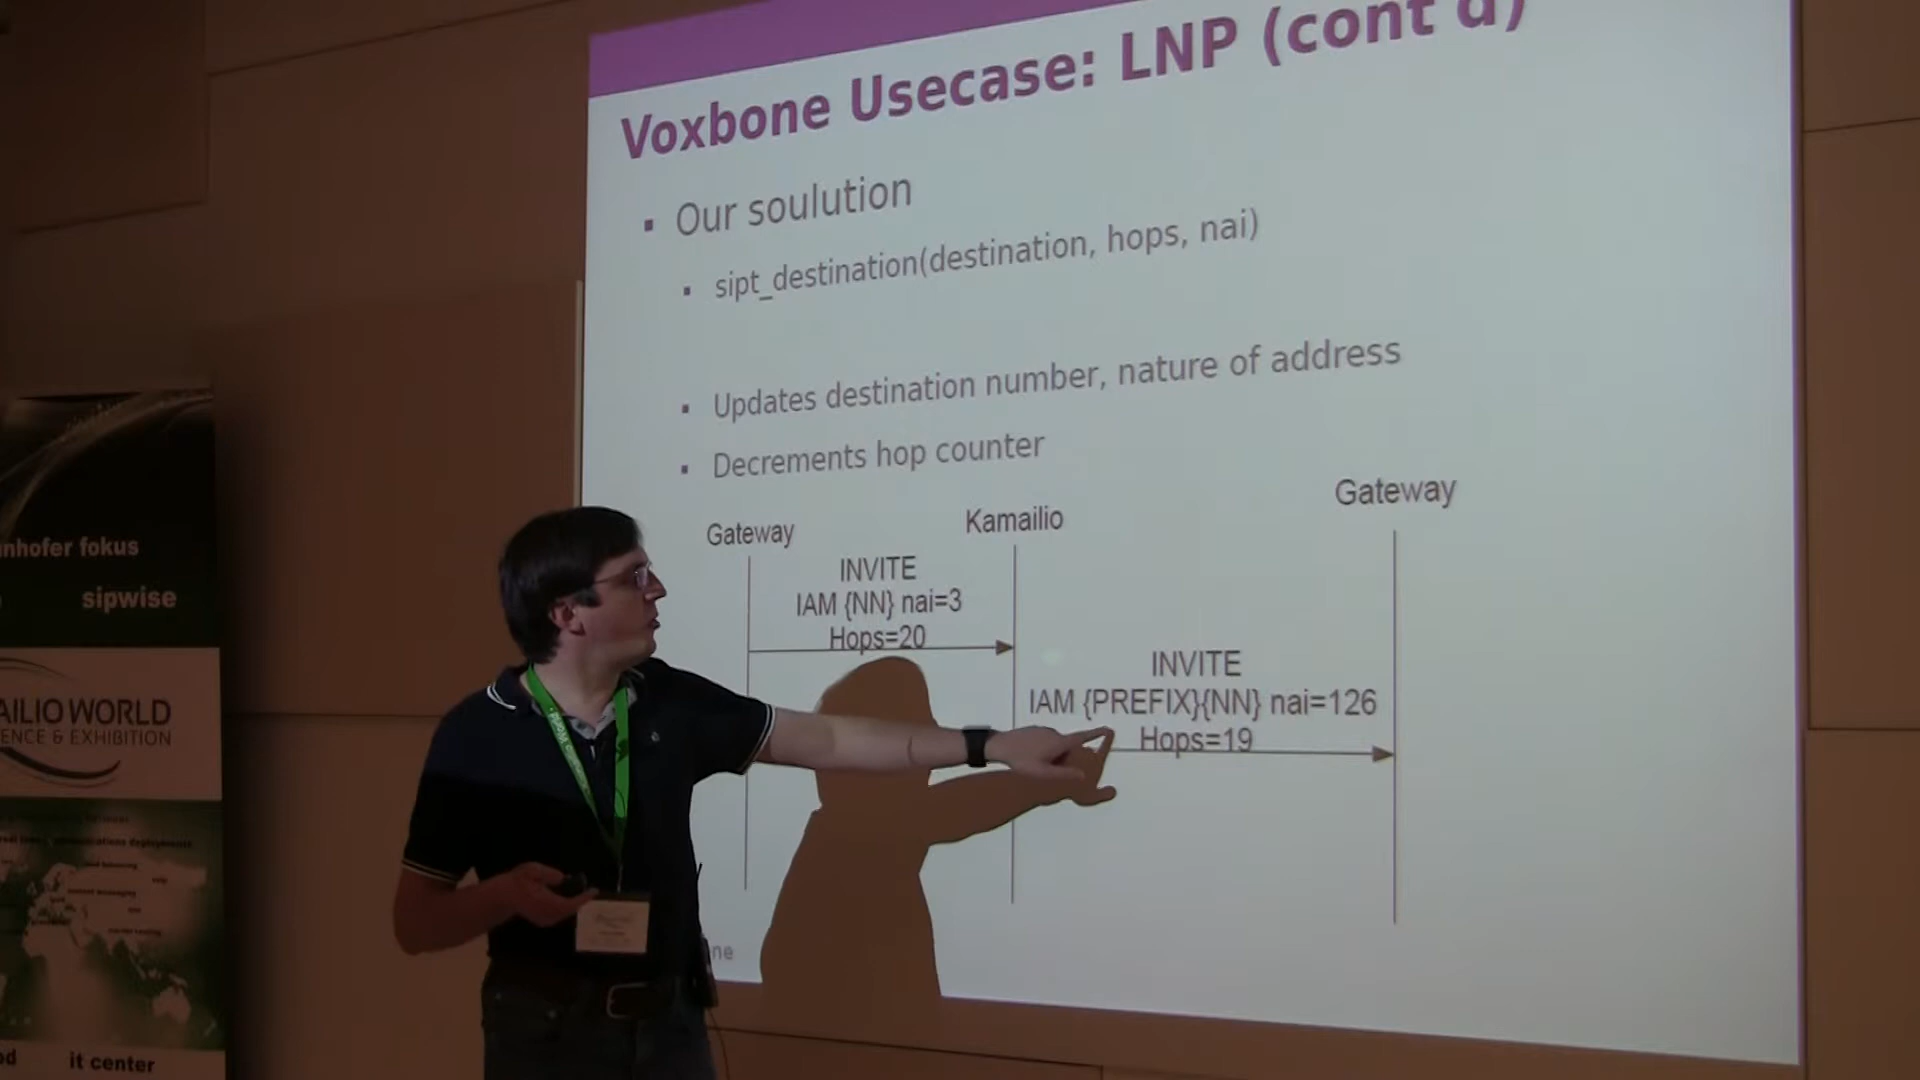 Voxbone Usecase: LNP (cont'd)
Our soulution
sipt_destination(destination, hops, nai)
Updates destination number, nature of address
Decrements hop counter
Gateway
Kamailio
Gateway
INVITE
IAM {NN} nai=3
Hops=20
INVITE
IAM {PREFIX}{NN} nai=126
Hops=19
ne
nhofer fokus
sipwise
AILIO WORLD
ENCE & EXHIBITION
od
it center